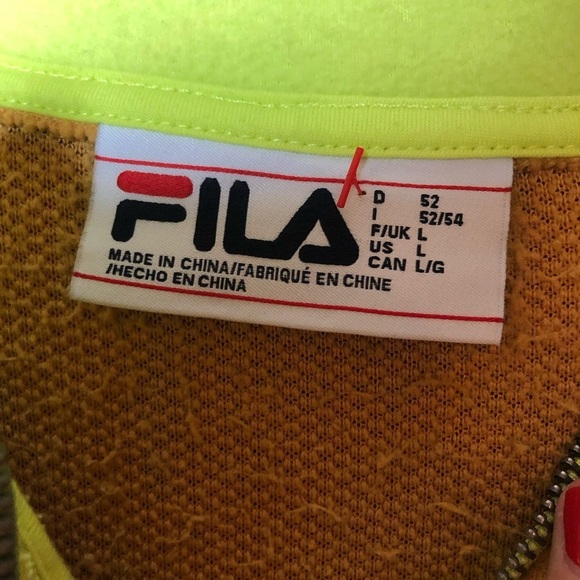 FILA
MADE IN CHINA/FABRIQUÉ EN CHINE
/HECHO EN CHINA
D 52
I 52/54
F/UK L
US L
CAN L/G